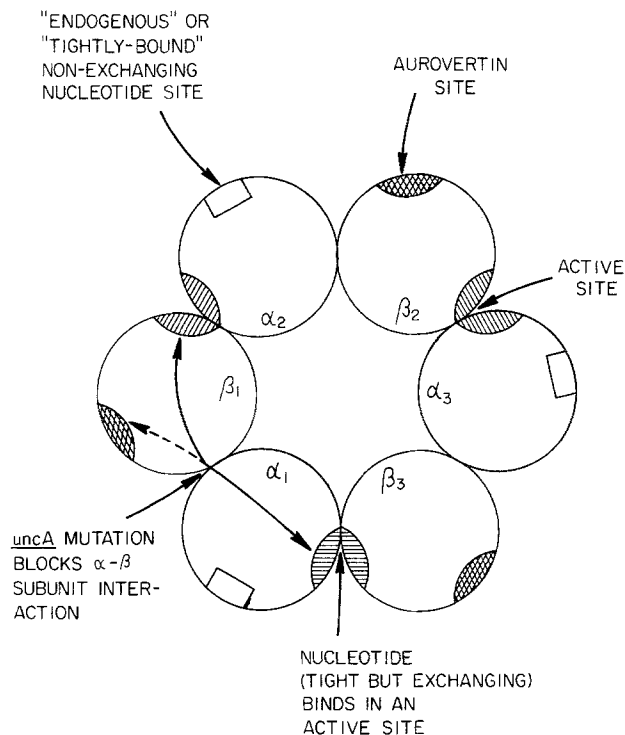 "ENDOGENOUS" OR
"TIGHTLY-BOUND"
NON-EXCHANGING
NUCLEOTIDE SITE
AUROVERTIN
SITE
ACTIVE
SITE
α₂
β₂
β₁
α₃
α₁
β₃
uncA MUTATION
BLOCKS α-β
SUBUNIT INTER-
ACTION
NUCLEOTIDE
(TIGHT BUT EXCHANGING)
BINDS IN AN
ACTIVE SITE